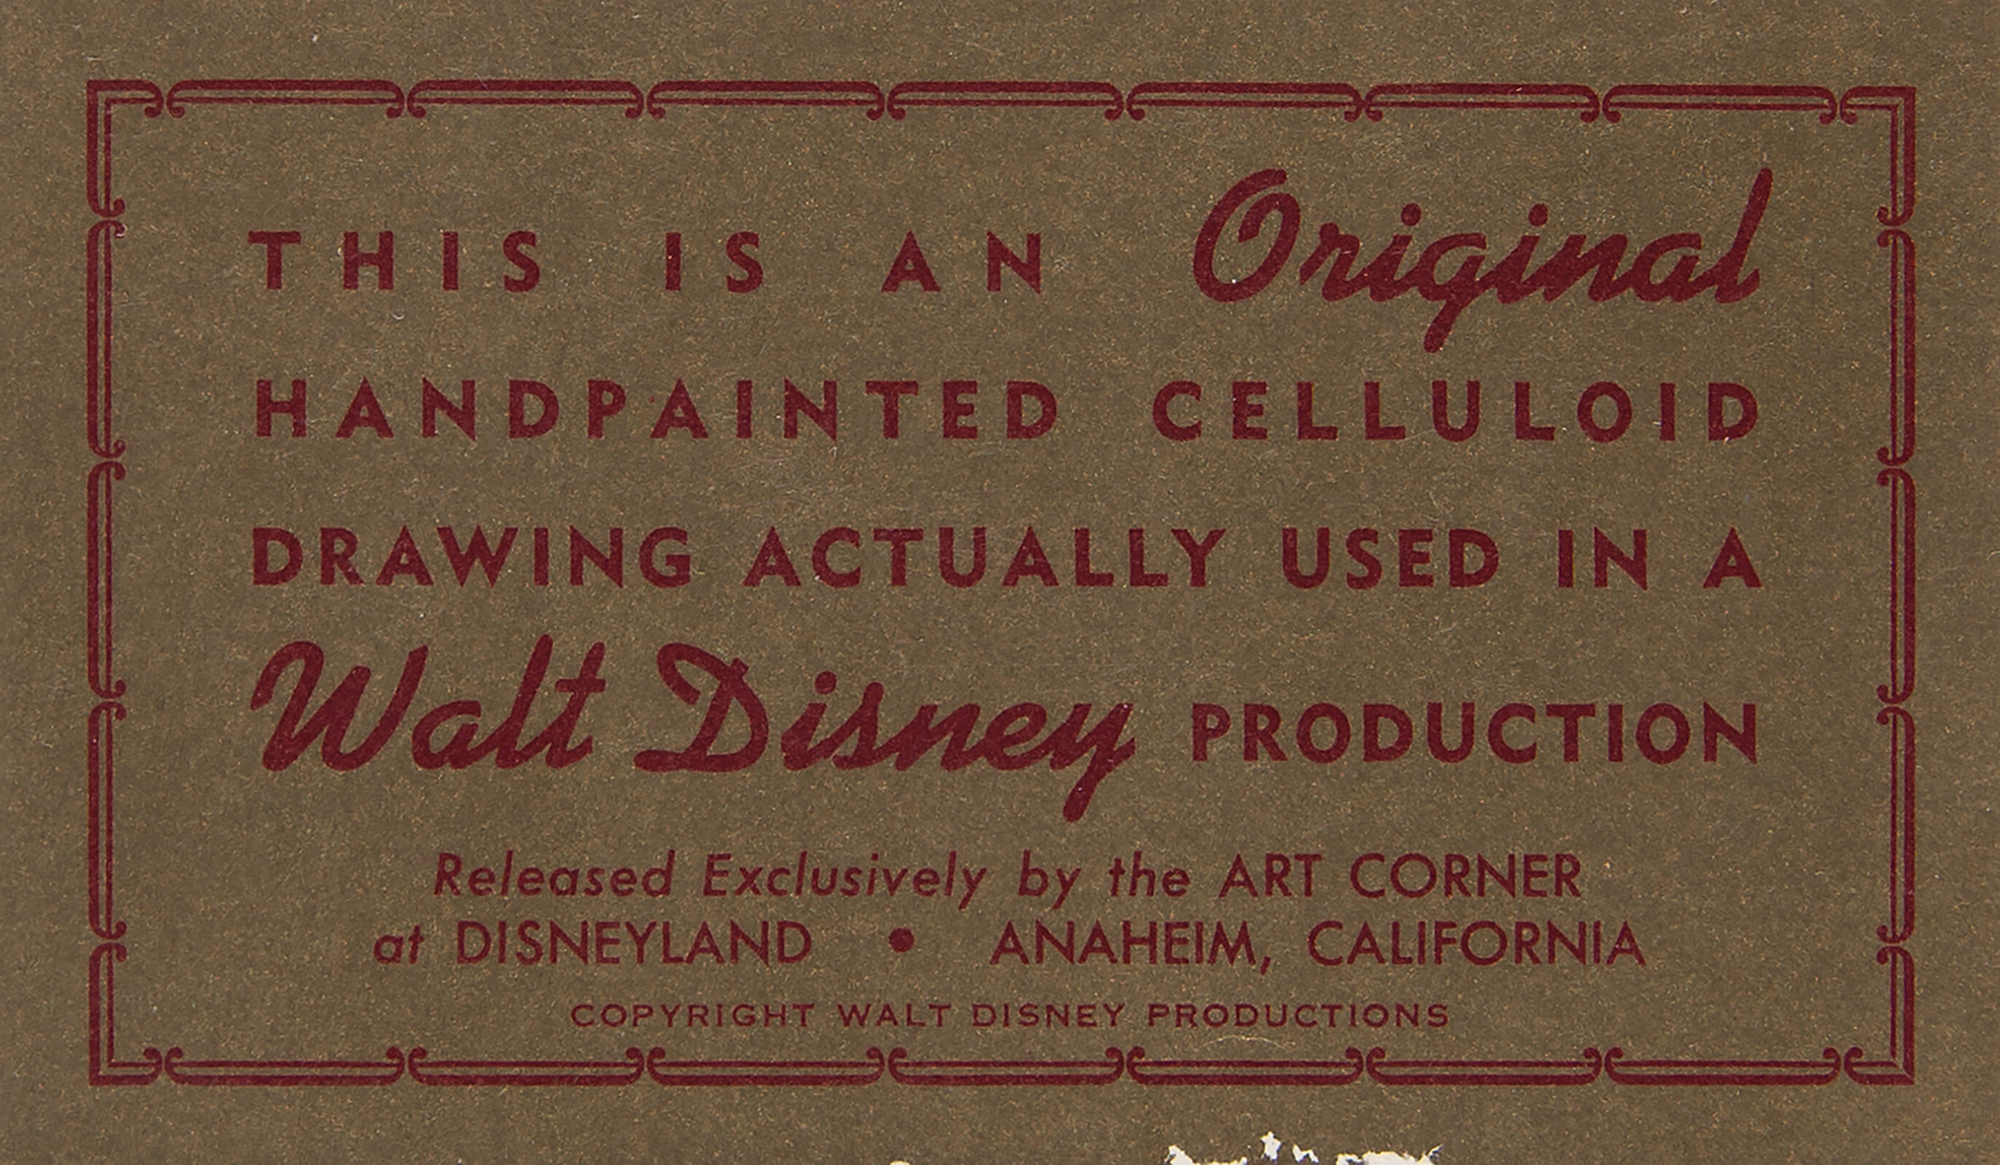 THIS IS AN Original
HANDPAINTED CELLULOID
DRAWING ACTUALLY USED IN A
Walt Disney PRODUCTION
Released Exclusively by the ART CORNER
at DISNEYLAND • ANAHEIM, CALIFORNIA
COPYRIGHT WALT DISNEY PRODUCTIONS